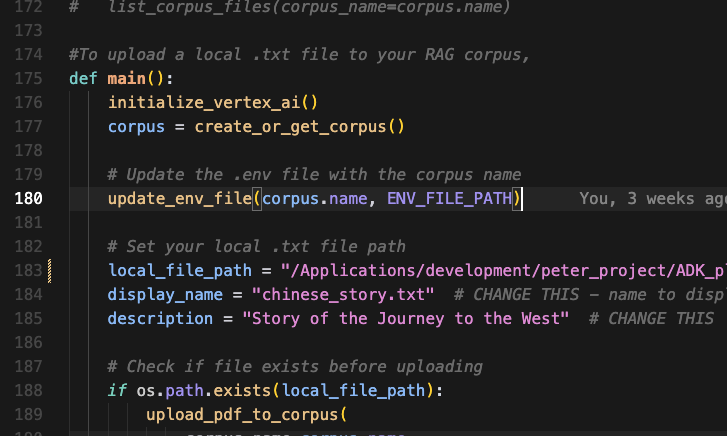 172 # list_corpus_files(corpus_name=corpus.name)
173
174 #To upload a local .txt file to your RAG corpus,
175 def main():
176 initialize_vertex_ai()
177 corpus = create_or_get_corpus()
178
179 # Update the .env file with the corpus name
180 update_env_file(corpus.name, ENV_FILE_PATH) You, 3 weeks ago
181
182 # Set your local .txt file path
183 local_file_path = "/Applications/development/peter_project/ADK_pl
184 display_name = "chinese_story.txt" # CHANGE THIS – name to displ
185 description = "Story of the Journey to the West" # CHANGE THIS
186
187 # Check if file exists before uploading
188 if os.path.exists(local_file_path):
189 upload_pdf_to_corpus(